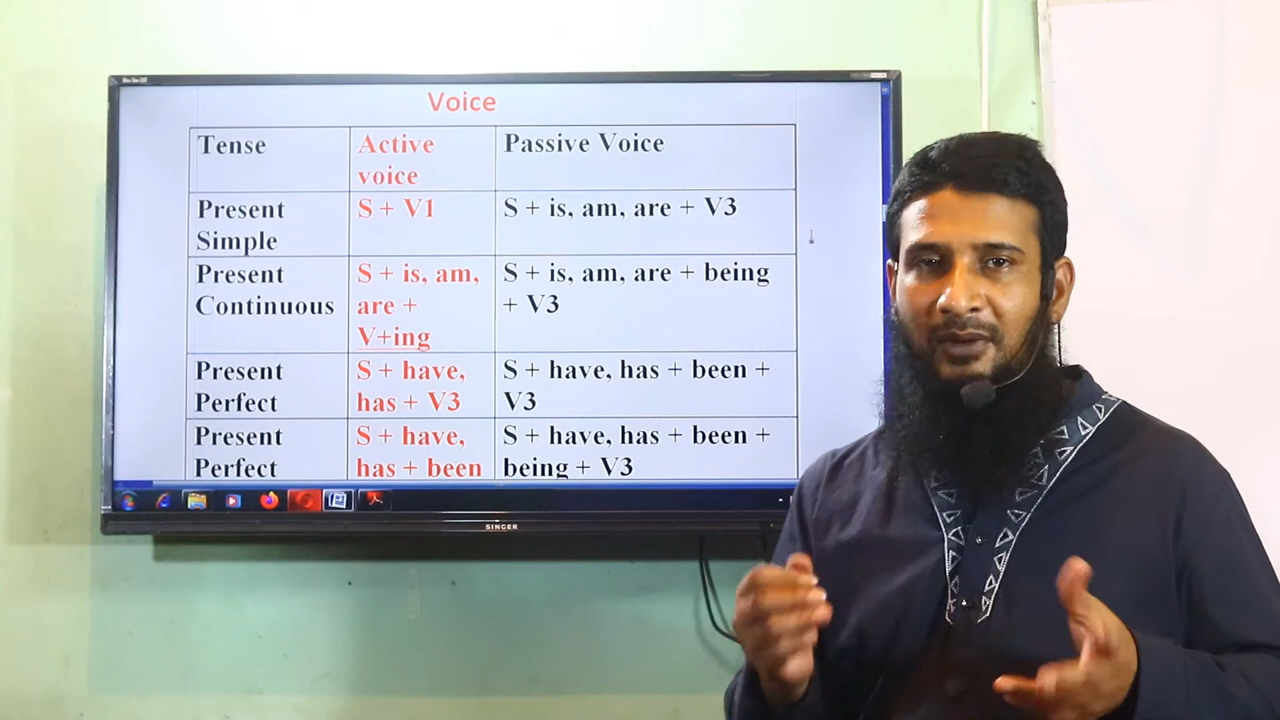 Voice
Tense
Active
voice
Passive Voice
Present
Simple
S + V1
S + is, am, are + V3
Present
Continuous
S + is, am,
are +
V+ing
S + is, am, are + being
+ V3
Present
Perfect
S + have,
has + V3
S + have, has + been +
V3
Present
Perfect
S + have,
has + been
S + have, has + been +
being + V3
SINGER